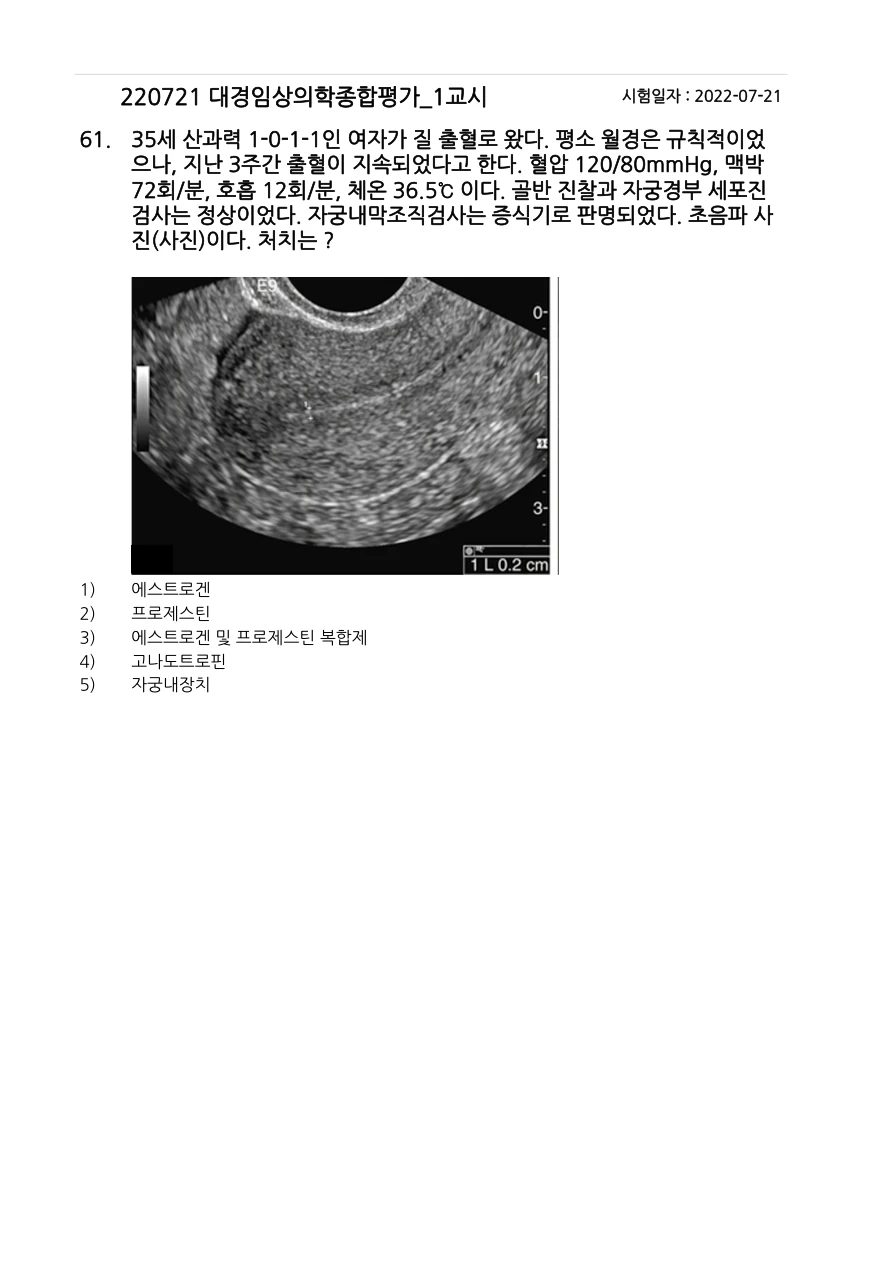 220721 대경임상의학종합평가_1교시 시험일자 : 2022-07-21
61. 35세 산과력 1-0-1-1인 여자가 질 출혈로 왔다. 평소 월경은 규칙적이었
으나, 지난 3주간 출혈이 지속되었다고 한다. 혈압 120/80mmHg, 맥박
72회/분, 호흡 12회/분, 체온 36.5℃ 이다. 골반 진찰과 자궁경부 세포진
검사는 정상이었다. 자궁내막조직검사는 증식기로 판명되었다. 초음파 사
진(사진)이다. 처치는 ?
E9
0-
1-
3-
1 L 0.2 cm
1) 에스트로겐
2) 프로제스틴
3) 에스트로겐 및 프로제스틴 복합제
4) 고나도트로핀
5) 자궁내장치